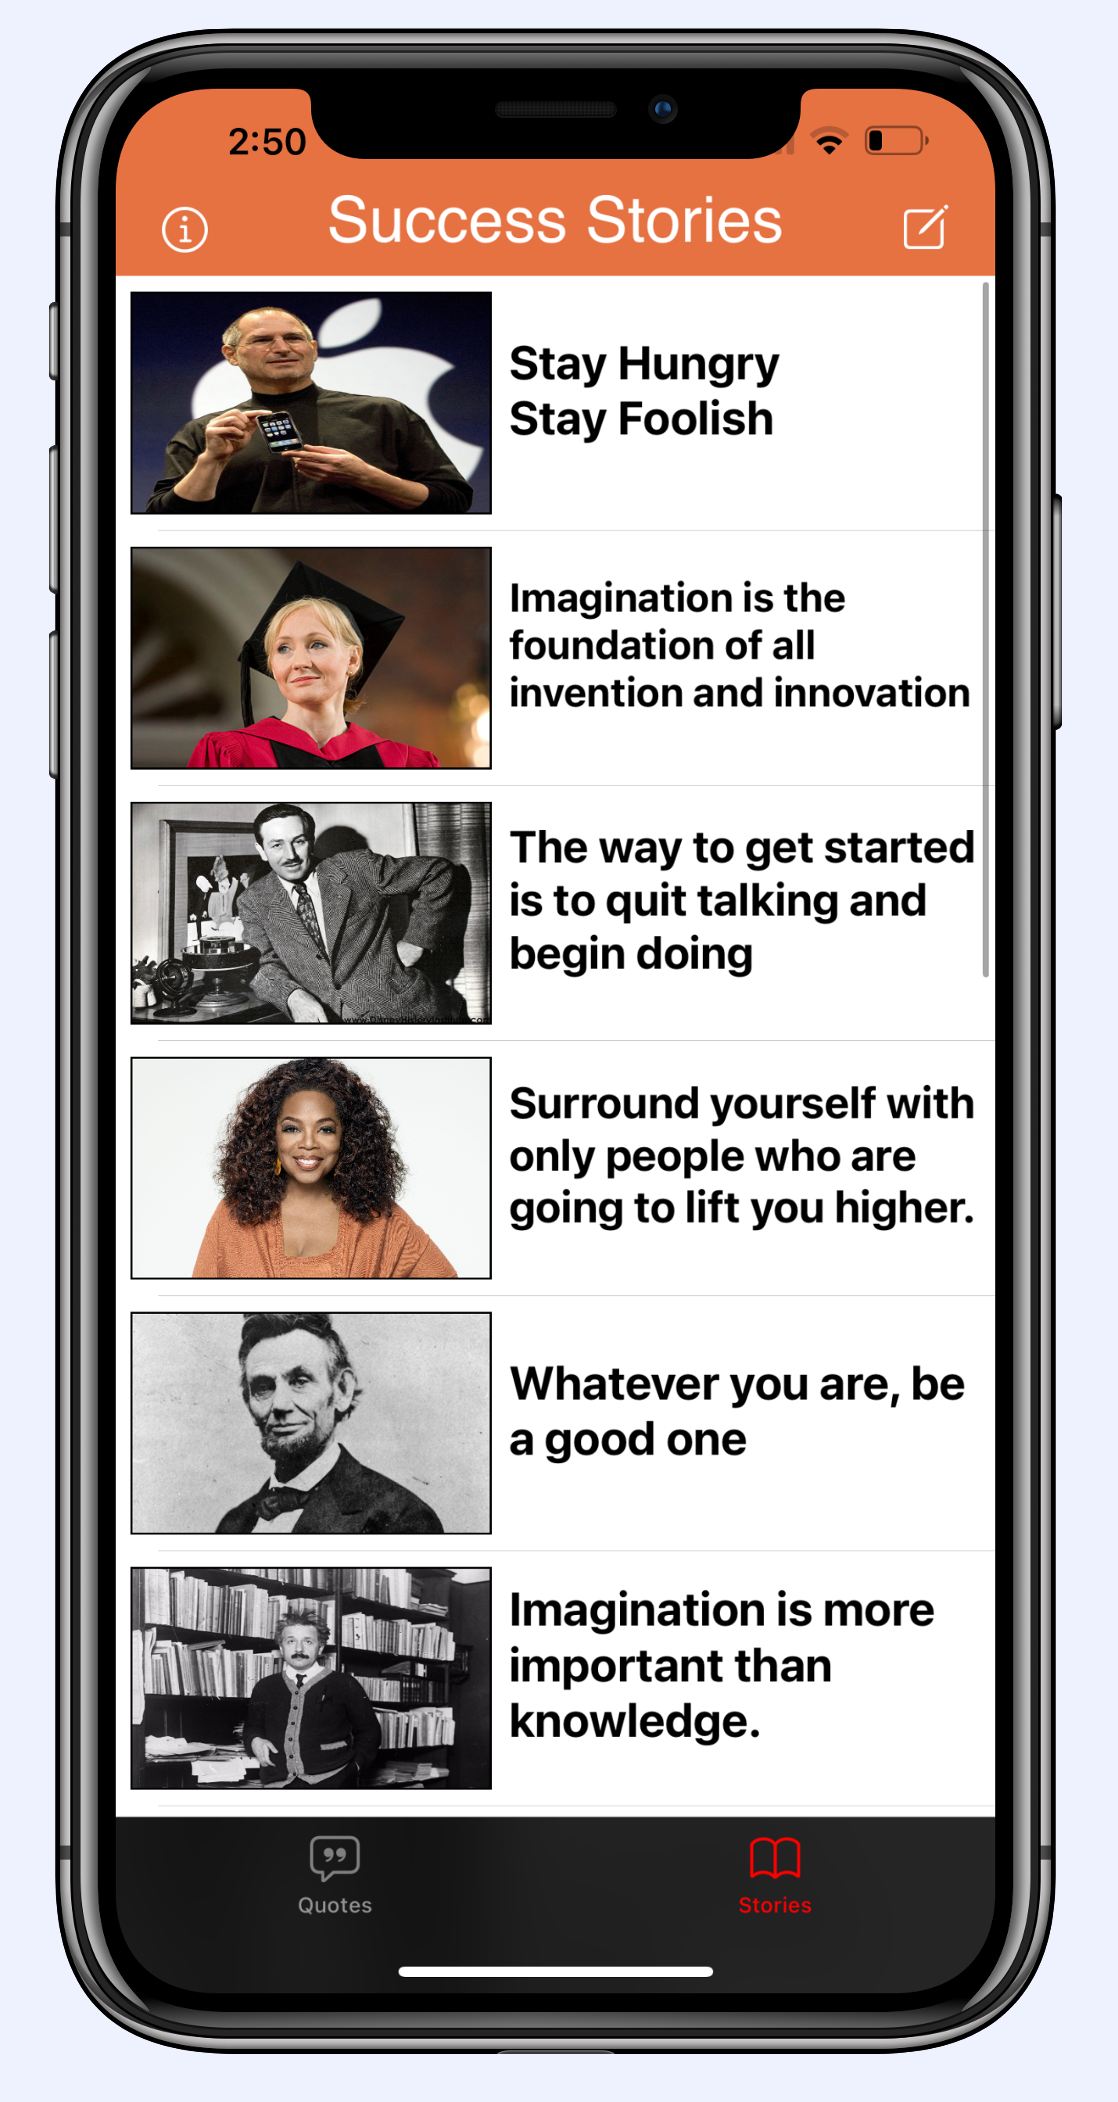 2:50
Success Stories
Stay Hungry
Stay Foolish
Imagination is the
foundation of all
invention and innovation
The way to get started
is to quit talking and
begin doing
Surround yourself with
only people who are
going to lift you higher.
Whatever you are, be
a good one
Imagination is more
important than
knowledge.
Quotes
Stories